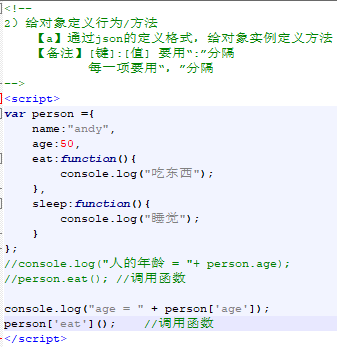 <!--
2）给对象定义行为/方法
【a】通过json的定义格式，给对象实例定义方法
【备注】[键]:[值] 要用“:”分隔
每一项要用“，”分隔
-->
<script>
var person ={
name:"andy",
age:50,
eat:function(){
console.log("吃东西");
},
sleep:function(){
console.log("睡觉");
}
};
//console.log("人的年龄 = "+ person.age);
//person.eat(); //调用函数
console.log("age = " + person['age']);
person['eat'](); //调用函数
</script>